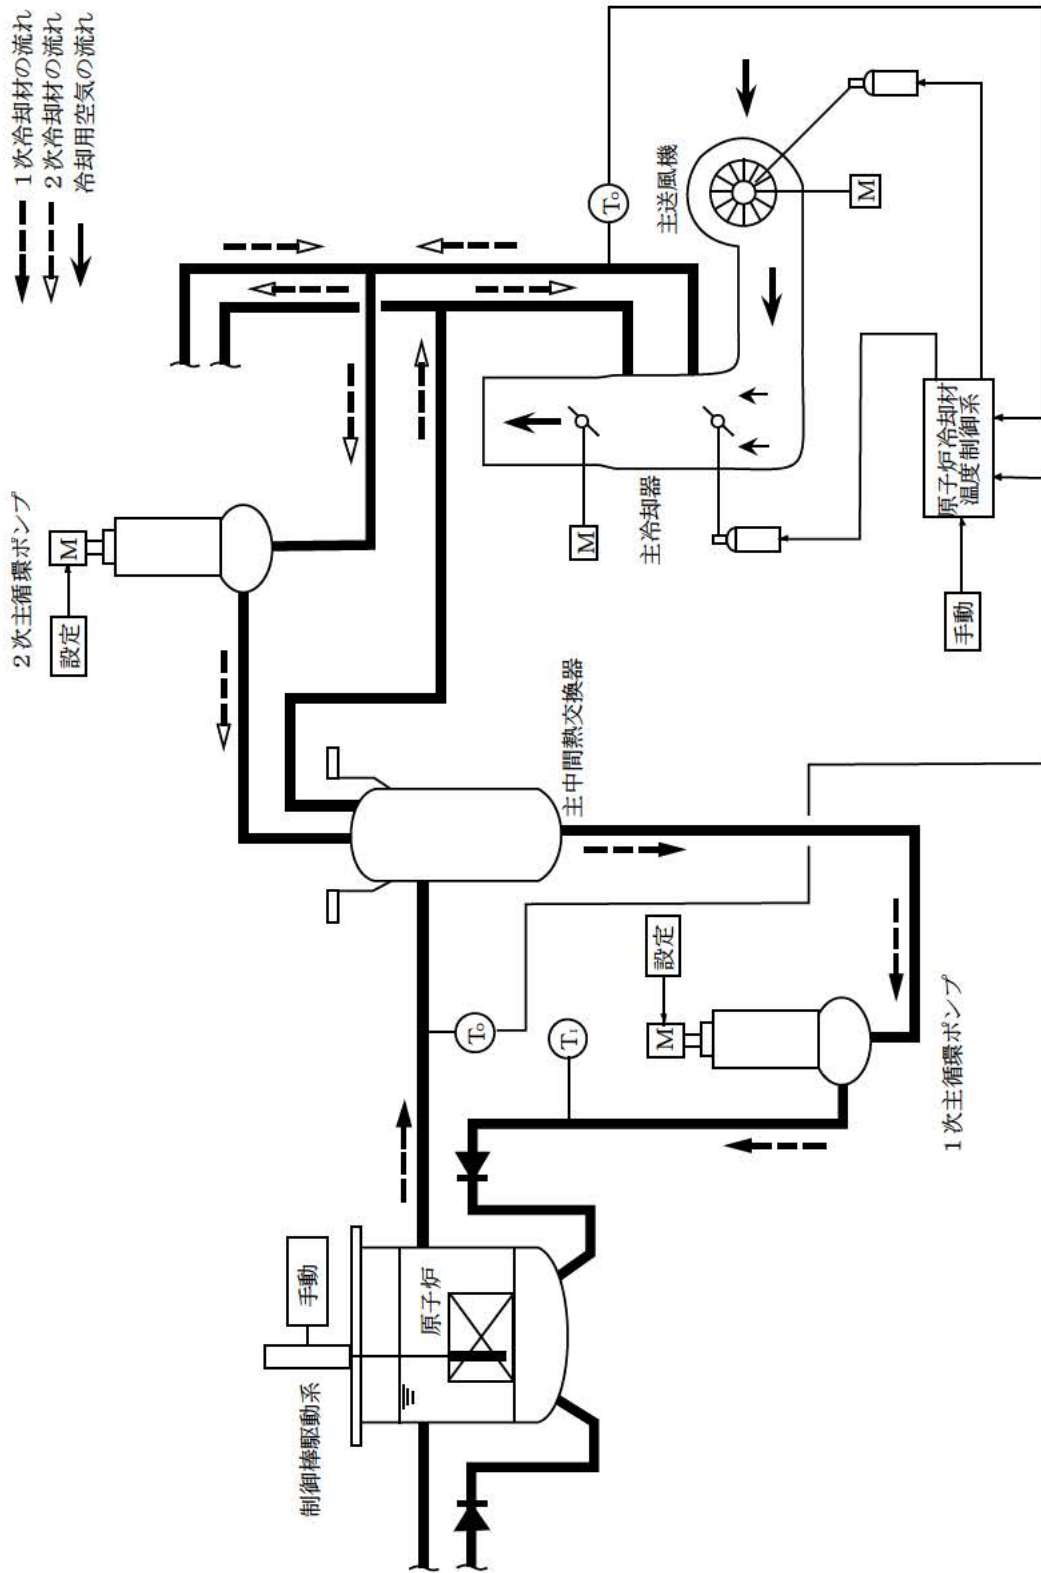 1次冷却材の流れ
2次冷却材の流れ
冷却用空気の流れ
制御棒駆動系
手動
原子炉
T₀
T₁
主中間熱交換器
設定
M
1次主循環ポンプ
2次主循環ポンプ
M
設定
T₀
主送風機
M
M
主冷却器
原子炉冷却材
温度制御系
手動